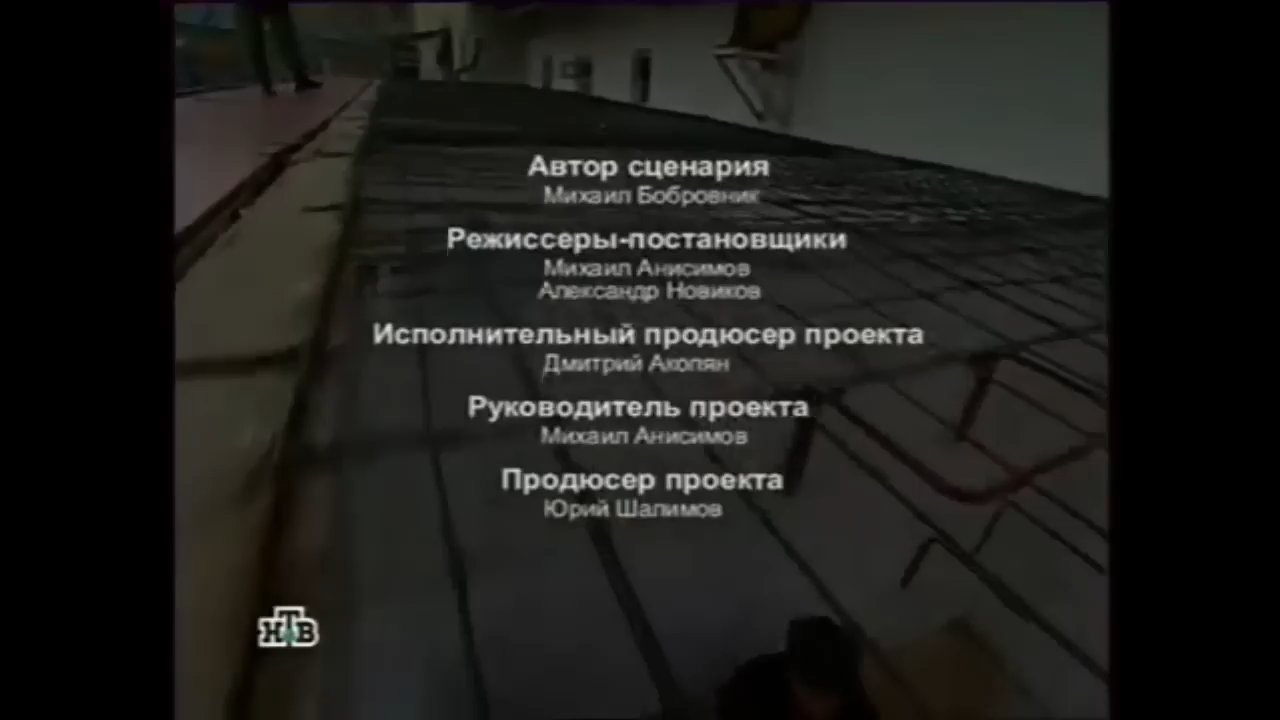 Автор сценария
Михаил Бобровник
Режиссеры-постановщики
Михаил Анисимов
Александр Новиков
Исполнительный продюсер проекта
Дмитрий Акопян
Руководитель проекта
Михаил Анисимов
Продюсер проекта
Юрий Шалимов
НТВ